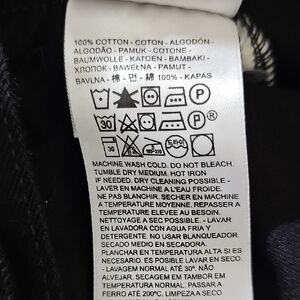 100% COTTON - COTON - ALGODÓN -
ALGODÃO - PAMUK - COTONE -
BAUMWOLLE - KATOEN - BAMBAKI -
ХЛОПОК - BAWEŁNA - PAMUT -
BAVLNA - 棉 - 면 - 綿 100% - KAPAS
P
30 P ®
30
MACHINE WASH COLD. DO NOT BLEACH.
TUMBLE DRY MEDIUM. HOT IRON
IF NEEDED. DRY CLEANING POSSIBLE -
LAVER EN MACHINE A L'EAU FROIDE.
NE PAS BLANCHIR. SECHER EN MACHINE
A TEMPERATURE MOYENNE. REPASSER A
TEMPERATURE ELEVEE AU BESOIN.
NETTOYAGE A SEC POSSIBLE - LAVAR
EN LAVADORA CON AGUA FRIA Y
DETERGENTE. NO USAR BLANQUEADOR.
SECADO MEDIO EN SECADORA.
PLANCHAR EN TEMPERATURA ALTA SI ES
NECESARIO. ES POSIBLE LAVAR EN SECO.
- LAVAGEM NORMAL ATÉ 30º. NÃO
ALVEJAR. SECAGEM EM TAMBOR EM
TEMPERATURA NORMAL. PASSAR A
FERRO ATÉ 200ºC. LIMPEZA A SECO